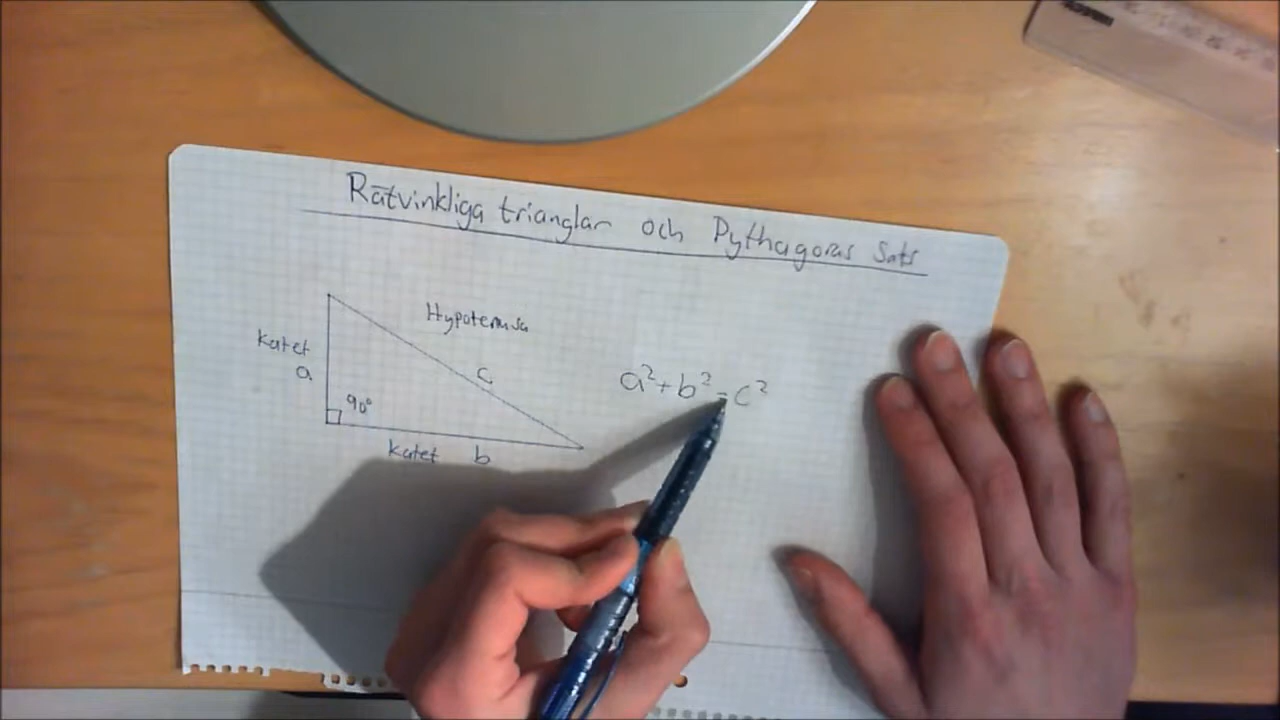 Rätvinkliga trianglar och Pythagoras Sats
Hypotenusa
Katet
a
c
90°
Katet b
a²+b²=c²